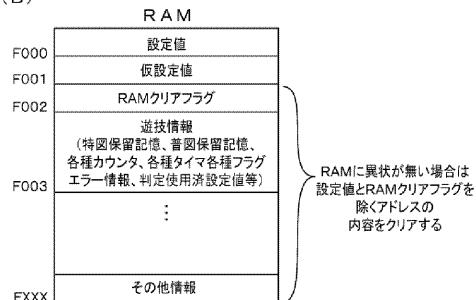 (B)
RAM
F000
設定値
F001
仮設定値
F002
RAMクリアフラグ
F003
遊技情報
(特図保留記憶、普図保留記憶、
各種カウンタ、各種タイマ各種フラグ
エラー情報、判定使用済設定値等)
⋮
FXXX
その他情報
RAMに異状が無い場合は
設定値とRAMクリアフラグを
除くアドレスの
内容をクリアする